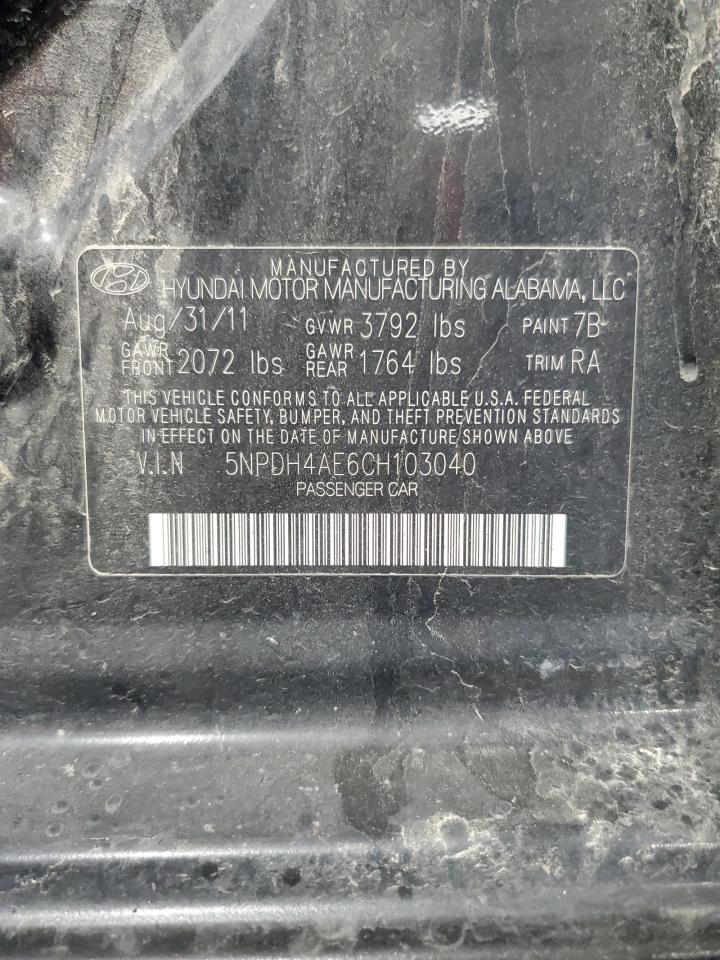 MANUFACTURED BY
HYUNDAI MOTOR MANUFACTURING ALABAMA, LLC
Aug/31/11 GVWR 3792 lbs PAINT 7B
GAWR FRONT 2072 lbs GAWR REAR 1764 lbs TRIM RA
THIS VEHICLE CONFORMS TO ALL APPLICABLE U.S.A. FEDERAL
MOTOR VEHICLE SAFETY, BUMPER, AND THEFT PREVENTION STANDARDS
IN EFFECT ON THE DATE OF MANUFACTURE SHOWN ABOVE
V.I.N 5NPDH4AE6CH103040
PASSENGER CAR